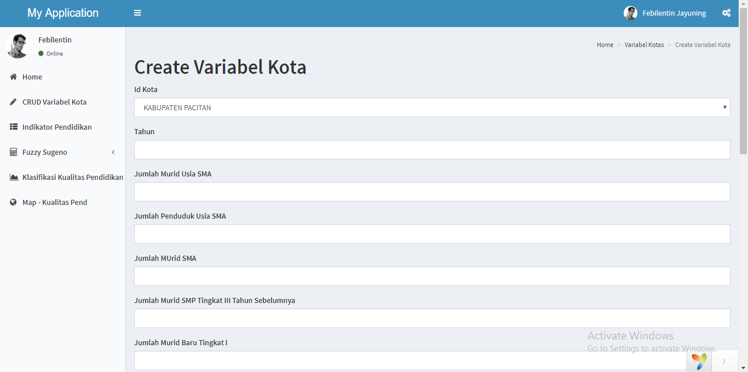 My Application
Febilentin Jayuning
Febilentin
Online
Home
CRUD Variabel Kota
Indikator Pendidikan
Fuzzy Sugeno
Klasifikasi Kualitas Pendidikan
Map - Kualitas Pend
Home > Variabel Kotas > Create Variabel Kota
Create Variabel Kota
Id Kota
KABUPATEN PACITAN
Tahun
Jumlah Murid Usia SMA
Jumlah Penduduk Usia SMA
Jumlah MUrid SMA
Jumlah Murid SMP Tingkat III Tahun Sebelumnya
Jumlah Murid Baru Tingkat I
Activate Windows
Go to Settings to activate Windows.